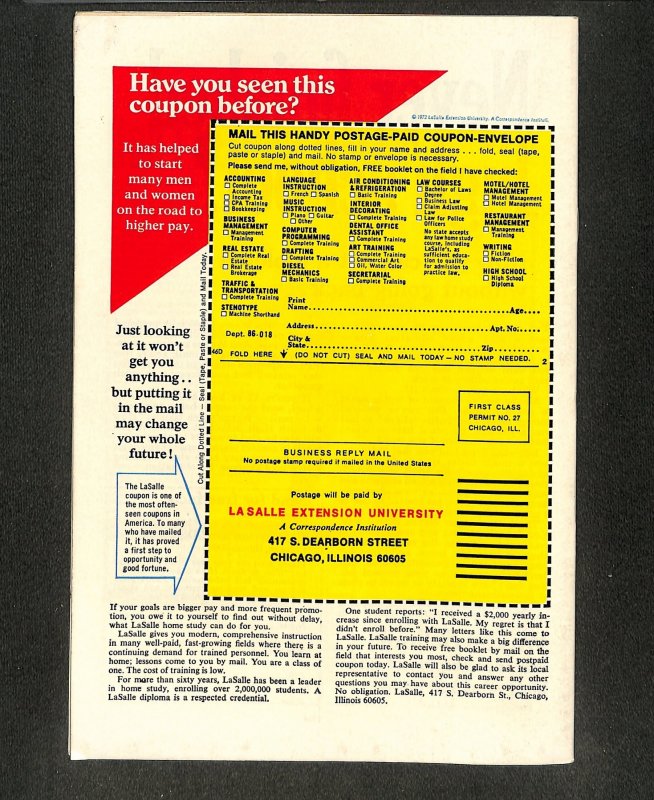 Have you seen this
coupon before?
© 1972 LaSalle Extension University. A Correspondence Institution.
It has helped
to start
many men
and women
on the road to
higher pay.
MAIL THIS HANDY POSTAGE-PAID COUPON-ENVELOPE
Cut coupon along dotted lines, fill in your name and address . . . fold, seal (tape,
paste or staple) and mail. No stamp or envelope is necessary.
Please send me, without obligation, FREE booklet on the field I have checked:
ACCOUNTING
Complete
Accounting
Income Tax
CPA Training
Bookkeeping
BUSINESS
MANAGEMENT
Management
Training
REAL ESTATE
Complete Real
Estate
Real Estate
Brokerage
TRAFFIC &
TRANSPORTATION
Complete Training
STENOTYPE
Machine Shorthand
LANGUAGE
INSTRUCTION
French Spanish
MUSIC
INSTRUCTION
Piano Guitar
Other
COMPUTER
PROGRAMMING
Complete Training
DRAFTING
Complete Training
DIESEL
MECHANICS
Basic Training
AIR CONDITIONING
& REFRIGERATION
Basic Training
INTERIOR
DECORATING
Complete Training
DENTAL OFFICE
ASSISTANT
Complete Training
ART TRAINING
Complete Training
Commercial Art
Oil, Water Color
SECRETARIAL
Complete Training
LAW COURSES
Bachelor of Laws
Degree
Business Law
Claim Adjusting
Law
Law for Police
Officers
No state accepts
any law home study
course, including
LaSalle's, as
sufficient educa-
tion to qualify
for admission to
practice law.
MOTEL/HOTEL
MANAGEMENT
Motel Management
Hotel Management
RESTAURANT
MANAGEMENT
Management
Training
WRITING
Fiction
Non-Fiction
HIGH SCHOOL
High School
Diploma
Print
Name........Age....
Address........Apt. No.....
Dept. 86-018
City &
State........Zip........
46D FOLD HERE (DO NOT CUT) SEAL AND MAIL TODAY — NO STAMP NEEDED. 2
Cut Along Dotted Line — Seal (Tape, Paste or Staple) and Mail Today.
Just looking
at it won't
get you
anything . .
but putting it
in the mail
may change
your whole
future!
The LaSalle
coupon is one of
the most often-
seen coupons in
America. To many
who have mailed
it, it has proved
a first step to
opportunity and
good fortune.
FIRST CLASS
PERMIT NO. 27
CHICAGO, ILL.
BUSINESS REPLY MAIL
No postage stamp required if mailed in the United States
Postage will be paid by
LA SALLE EXTENSION UNIVERSITY
A Correspondence Institution
417 S. DEARBORN STREET
CHICAGO, ILLINOIS 60605
If your goals are bigger pay and more frequent promo-
tion, you owe it to yourself to find out without delay,
what LaSalle home study can do for you.
LaSalle gives you modern, comprehensive instruction
in many well-paid, fast-growing fields where there is a
continuing demand for trained personnel. You learn at
home; lessons come to you by mail. You are a class of
one. The cost of training is low.
For more than sixty years, LaSalle has been a leader
in home study, enrolling over 2,000,000 students. A
LaSalle diploma is a respected credential.
One student reports: "I received a $2,000 yearly in-
crease since enrolling with LaSalle. My regret is that I
didn't enroll before." Many letters like this come to
LaSalle. LaSalle training may also make a big difference
in your future. To receive free booklet by mail on the
field that interests you most, check and send postpaid
coupon today. LaSalle will also be glad to ask its local
representative to contact you and answer any other
questions you may have about this career opportunity.
No obligation. LaSalle, 417 S. Dearborn St., Chicago,
Illinois 60605.